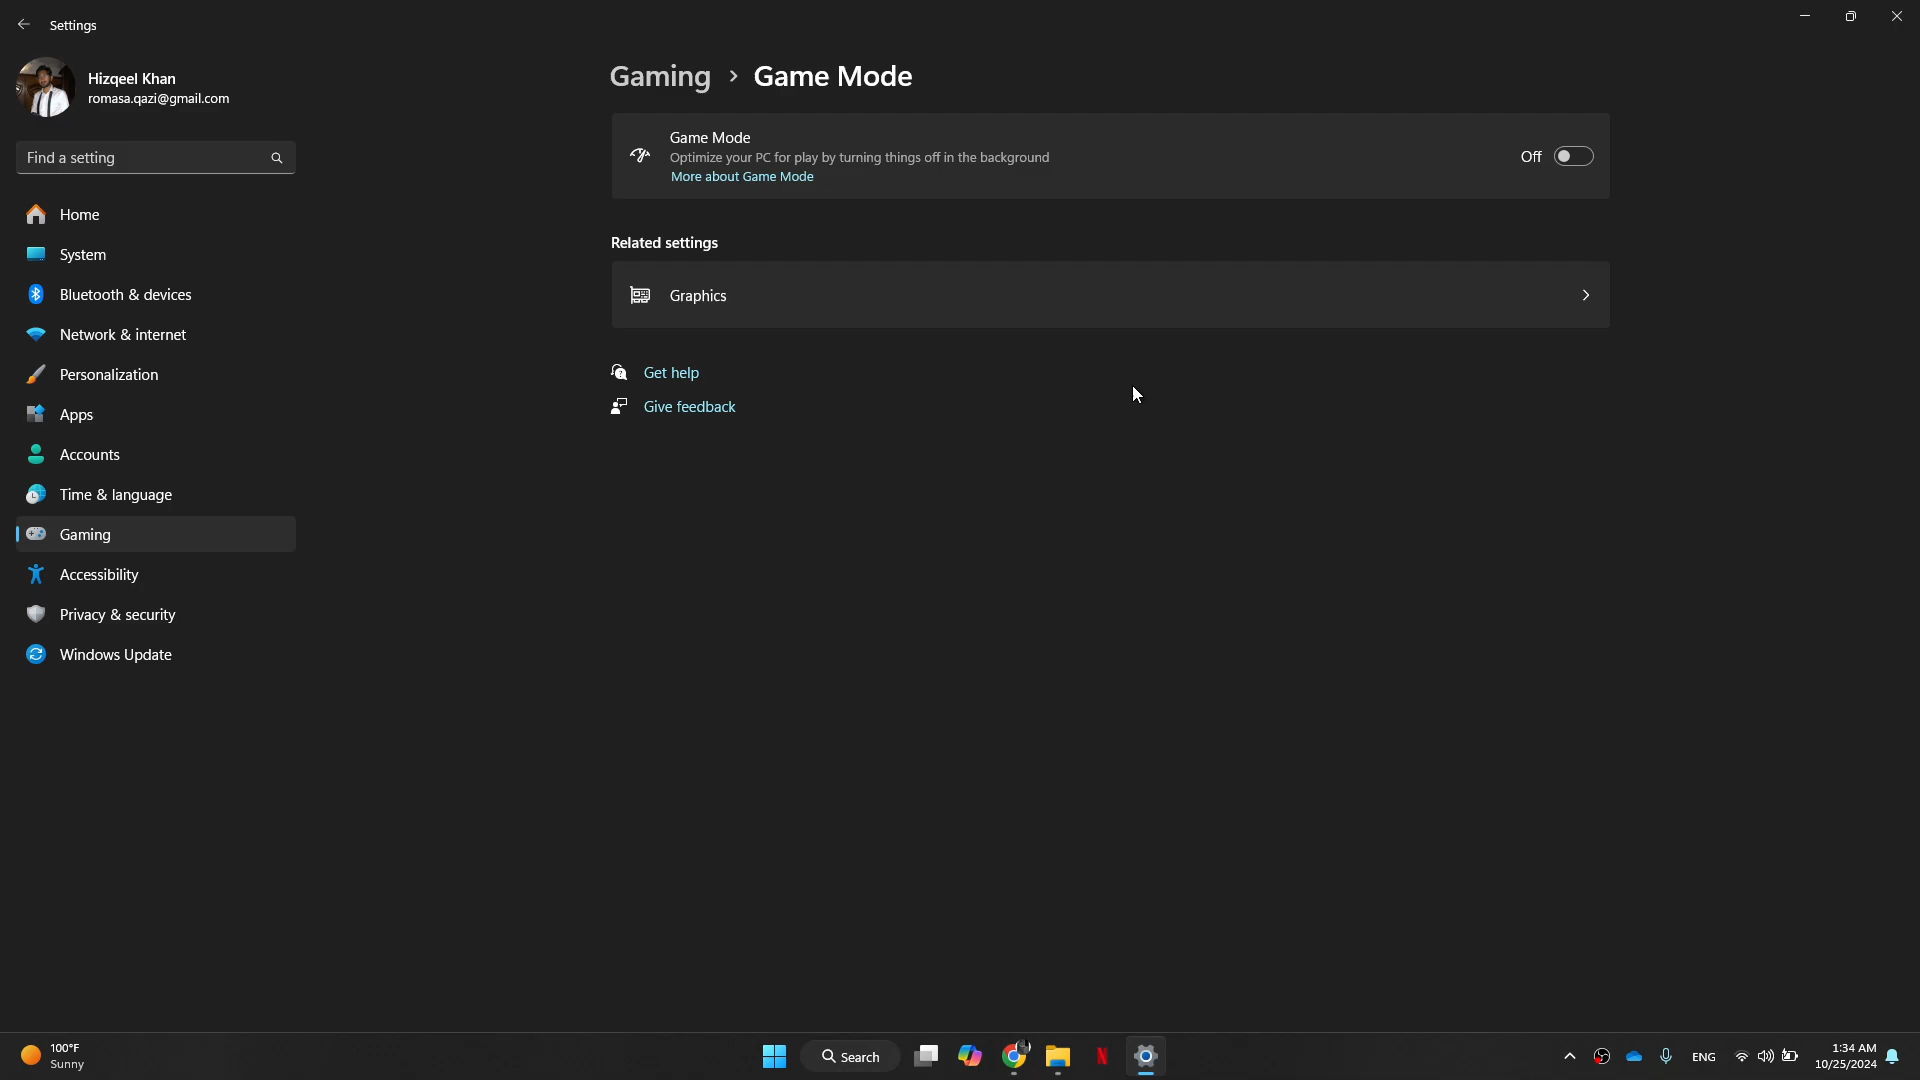 Settings
Hizqeel Khan
romasa.qazi@gmail.com
Find a setting
Home
System
Bluetooth & devices
Network & internet
Personalization
Apps
Accounts
Time & language
Gaming
Accessibility
Privacy & security
Windows Update
Gaming > Game Mode
Game Mode
Optimize your PC for play by turning things off in the background
More about Game Mode
Off
Related settings
Graphics
Get help
Give feedback
100°F
Sunny
Search
ENG
1:34 AM
10/25/2024